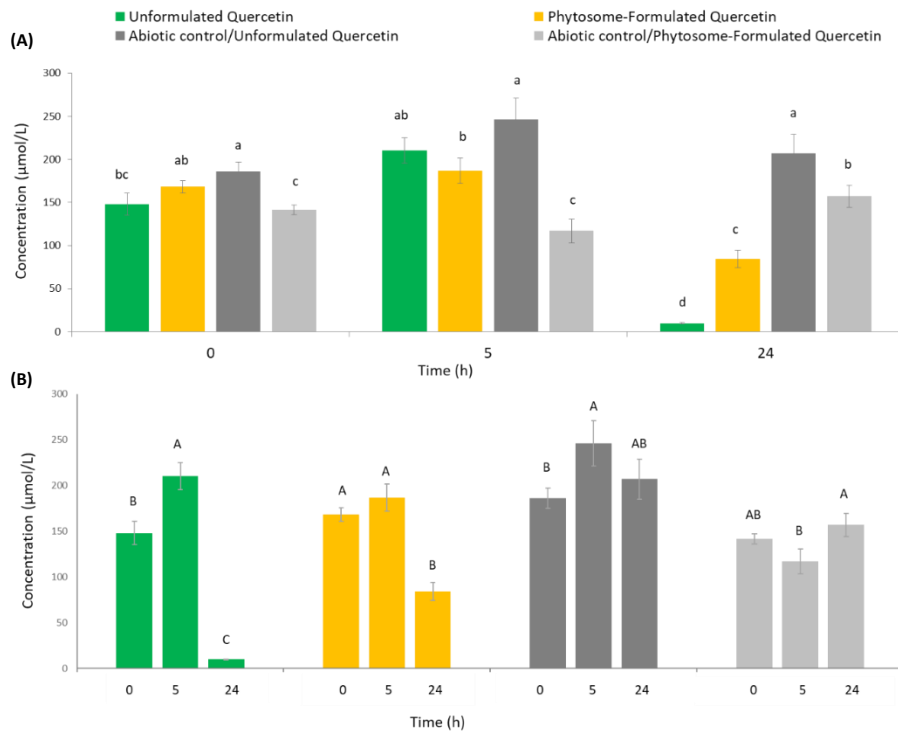 Unformulated Quercetin
Phytosome-Formulated Quercetin
Abiotic control/Unformulated Quercetin
Abiotic control/Phytosome-Formulated Quercetin
(A)
Concentration (µmol/L)
300
250
200
150
100
50
0
bc
ab
a
c
ab
b
a
c
d
c
a
b
0
5
24
Time (h)
(B)
Concentration (µmol/L)
300
250
200
150
100
50
0
B
A
C
A
A
B
B
A
AB
AB
B
A
0
5
24
0
5
24
0
5
24
0
5
24
Time (h)